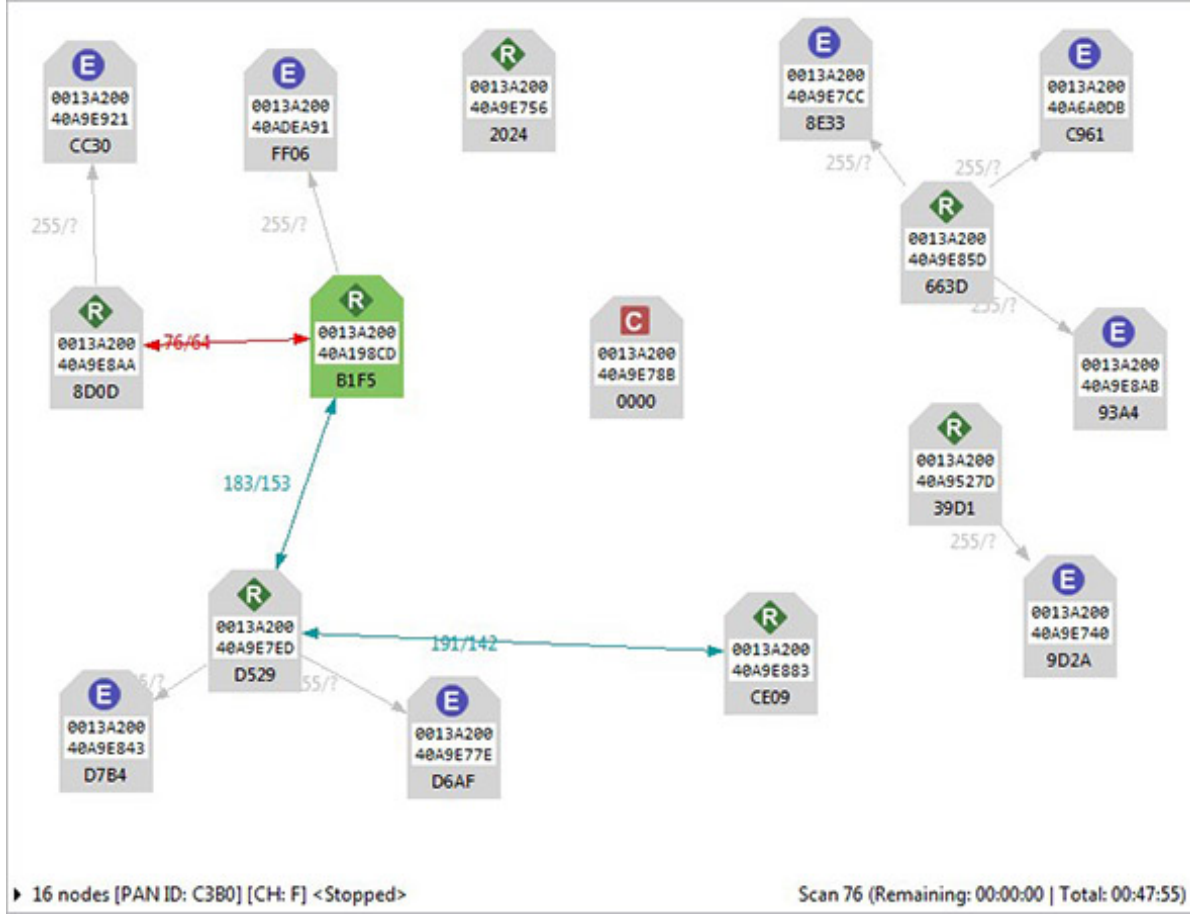 E
0013A200
40A9E921
CC30
E
0013A200
40ADEA91
FF06
R
0013A200
40A9E756
2024
E
0013A200
40A9E7CC
8E33
E
0013A200
40A6A0DB
C961
255/?
255/?
255/?
255/?
R
0013A200
40A9E85D
663D
255/?
R
0013A200
40A9E8AA
8D0D
76/64
R
0013A200
40A198CD
B1F5
C
0013A200
40A9E78B
0000
E
0013A200
40A9E8AB
93A4
R
0013A200
40A9527D
39D1
255/?
183/153
E
0013A200
40A9E740
9D2A
R
0013A200
40A9E7ED
D529
191/142
R
0013A200
40A9E883
CE09
5/?
55/?
E
0013A200
40A9E843
D7B4
E
0013A200
40A9E77E
D6AF
16 nodes [PAN ID: C3B0] [CH: F] <Stopped>
Scan 76 (Remaining: 00:00:00 | Total: 00:47:55)